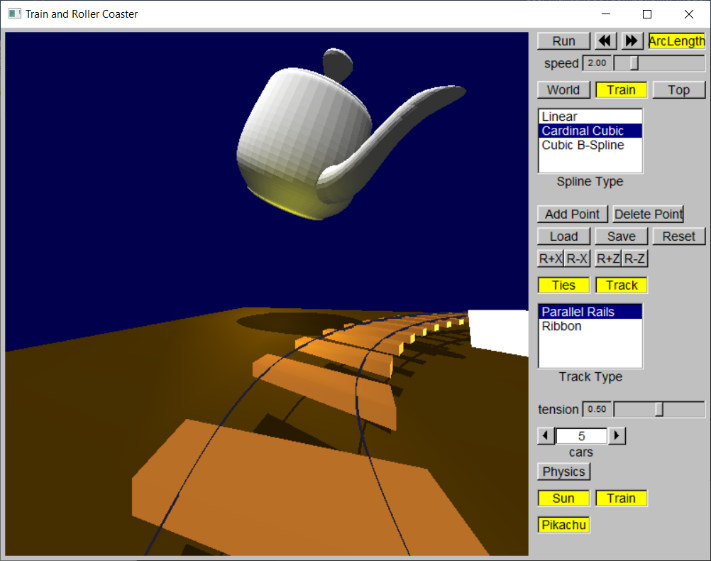 Train and Roller Coaster
Run
ArcLength
speed 2.00
World Train Top
Linear
Cardinal Cubic
Cubic B-Spline
Spline Type
Add Point Delete Point
Load Save Reset
R+X R-X R+Z R-Z
Ties Track
Parallel Rails
Ribbon
Track Type
tension 0.50
5
cars
Physics
Sun Train
Pikachu